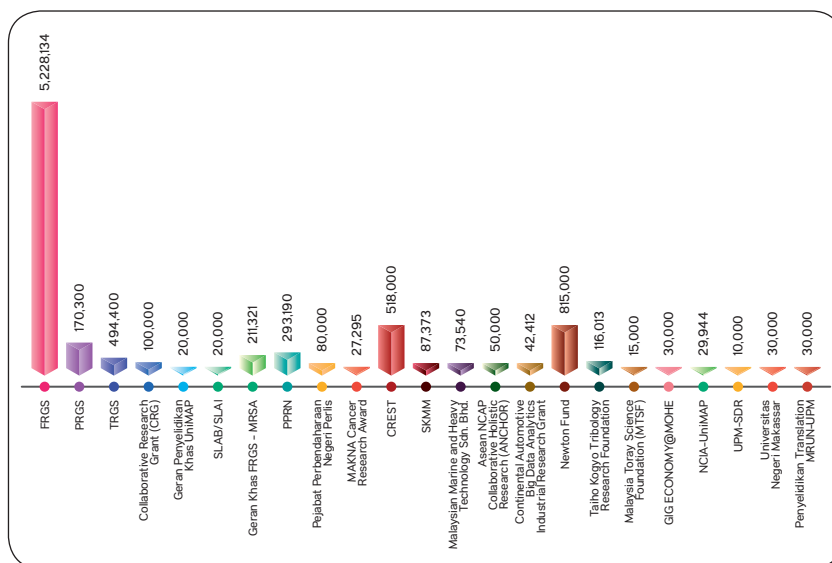 5,228,134
170,300
494,400
100,000
20,000
20,000
211,321
293,190
80,000
27,295
518,000
87,373
73,540
50,000
42,412
815,000
116,013
15,000
30,000
29,944
10,000
30,000
30,000
FRGS
PRGS
TRGS
Collaborative Research
Grant (CRG)
Geran Penyelidikan
Khas UniMAP
SLAB/SLAI
Geran Khas FRGS - MRSA
PPRN
Pejabat Perbendaharaan
Negeri Perlis
MAKNA Cancer
Research Award
CREST
SKMM
Malaysian Marine and Heavy
Technology Sdn. Bhd.
Asean NCAP
Collaborative Holistic
Research (ANCHOR)
Continental Automotive
Big Data Analytics
Industrial Research Grant
Newton Fund
Taiho Kogyo Tribology
Research Foundation
Malaysia Toray Science
Foundation (MTSF)
GIG ECONOMY@MOHE
NCIA-UniMAP
UPM-SDR
Universitas
Negeri Makassar
Penyelidikan Translation
MRUN-UPM